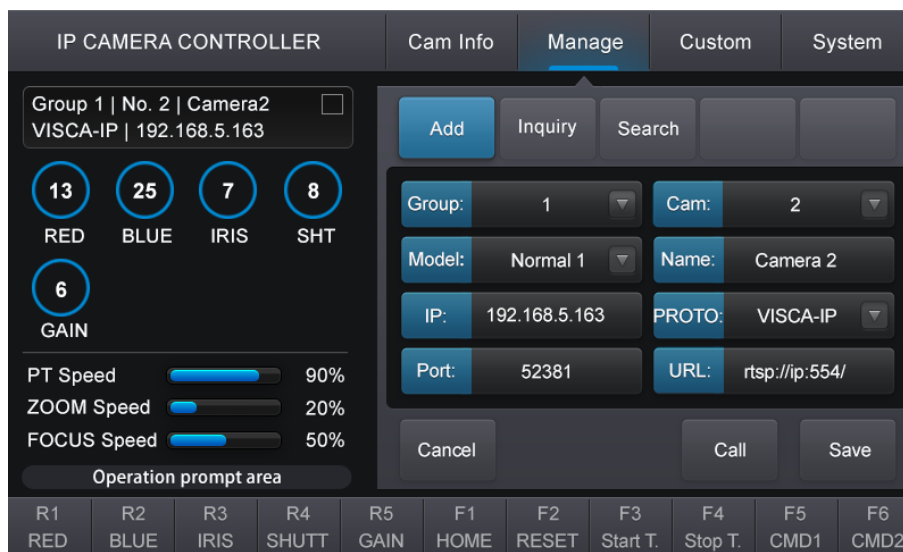 IP CAMERA CONTROLLER
Cam Info
Manage
Custom
System
Group 1 | No. 2 | Camera2
VISCA-IP | 192.168.5.163
13
25
7
8
RED
BLUE
IRIS
SHT
6
GAIN
PT Speed 90%
ZOOM Speed 20%
FOCUS Speed 50%
Operation prompt area
Add
Inquiry
Search
Group: 1
Cam: 2
Model: Normal 1
Name: Camera 2
IP: 192.168.5.163
PROTO: VISCA-IP
Port: 52381
URL: rtsp://ip:554/
Cancel
Call
Save
R1 R2 R3 R4 R5 F1 F2 F3 F4 F5 F6
RED BLUE IRIS SHUTT GAIN HOME RESET Start T. Stop T. CMD1 CMD2